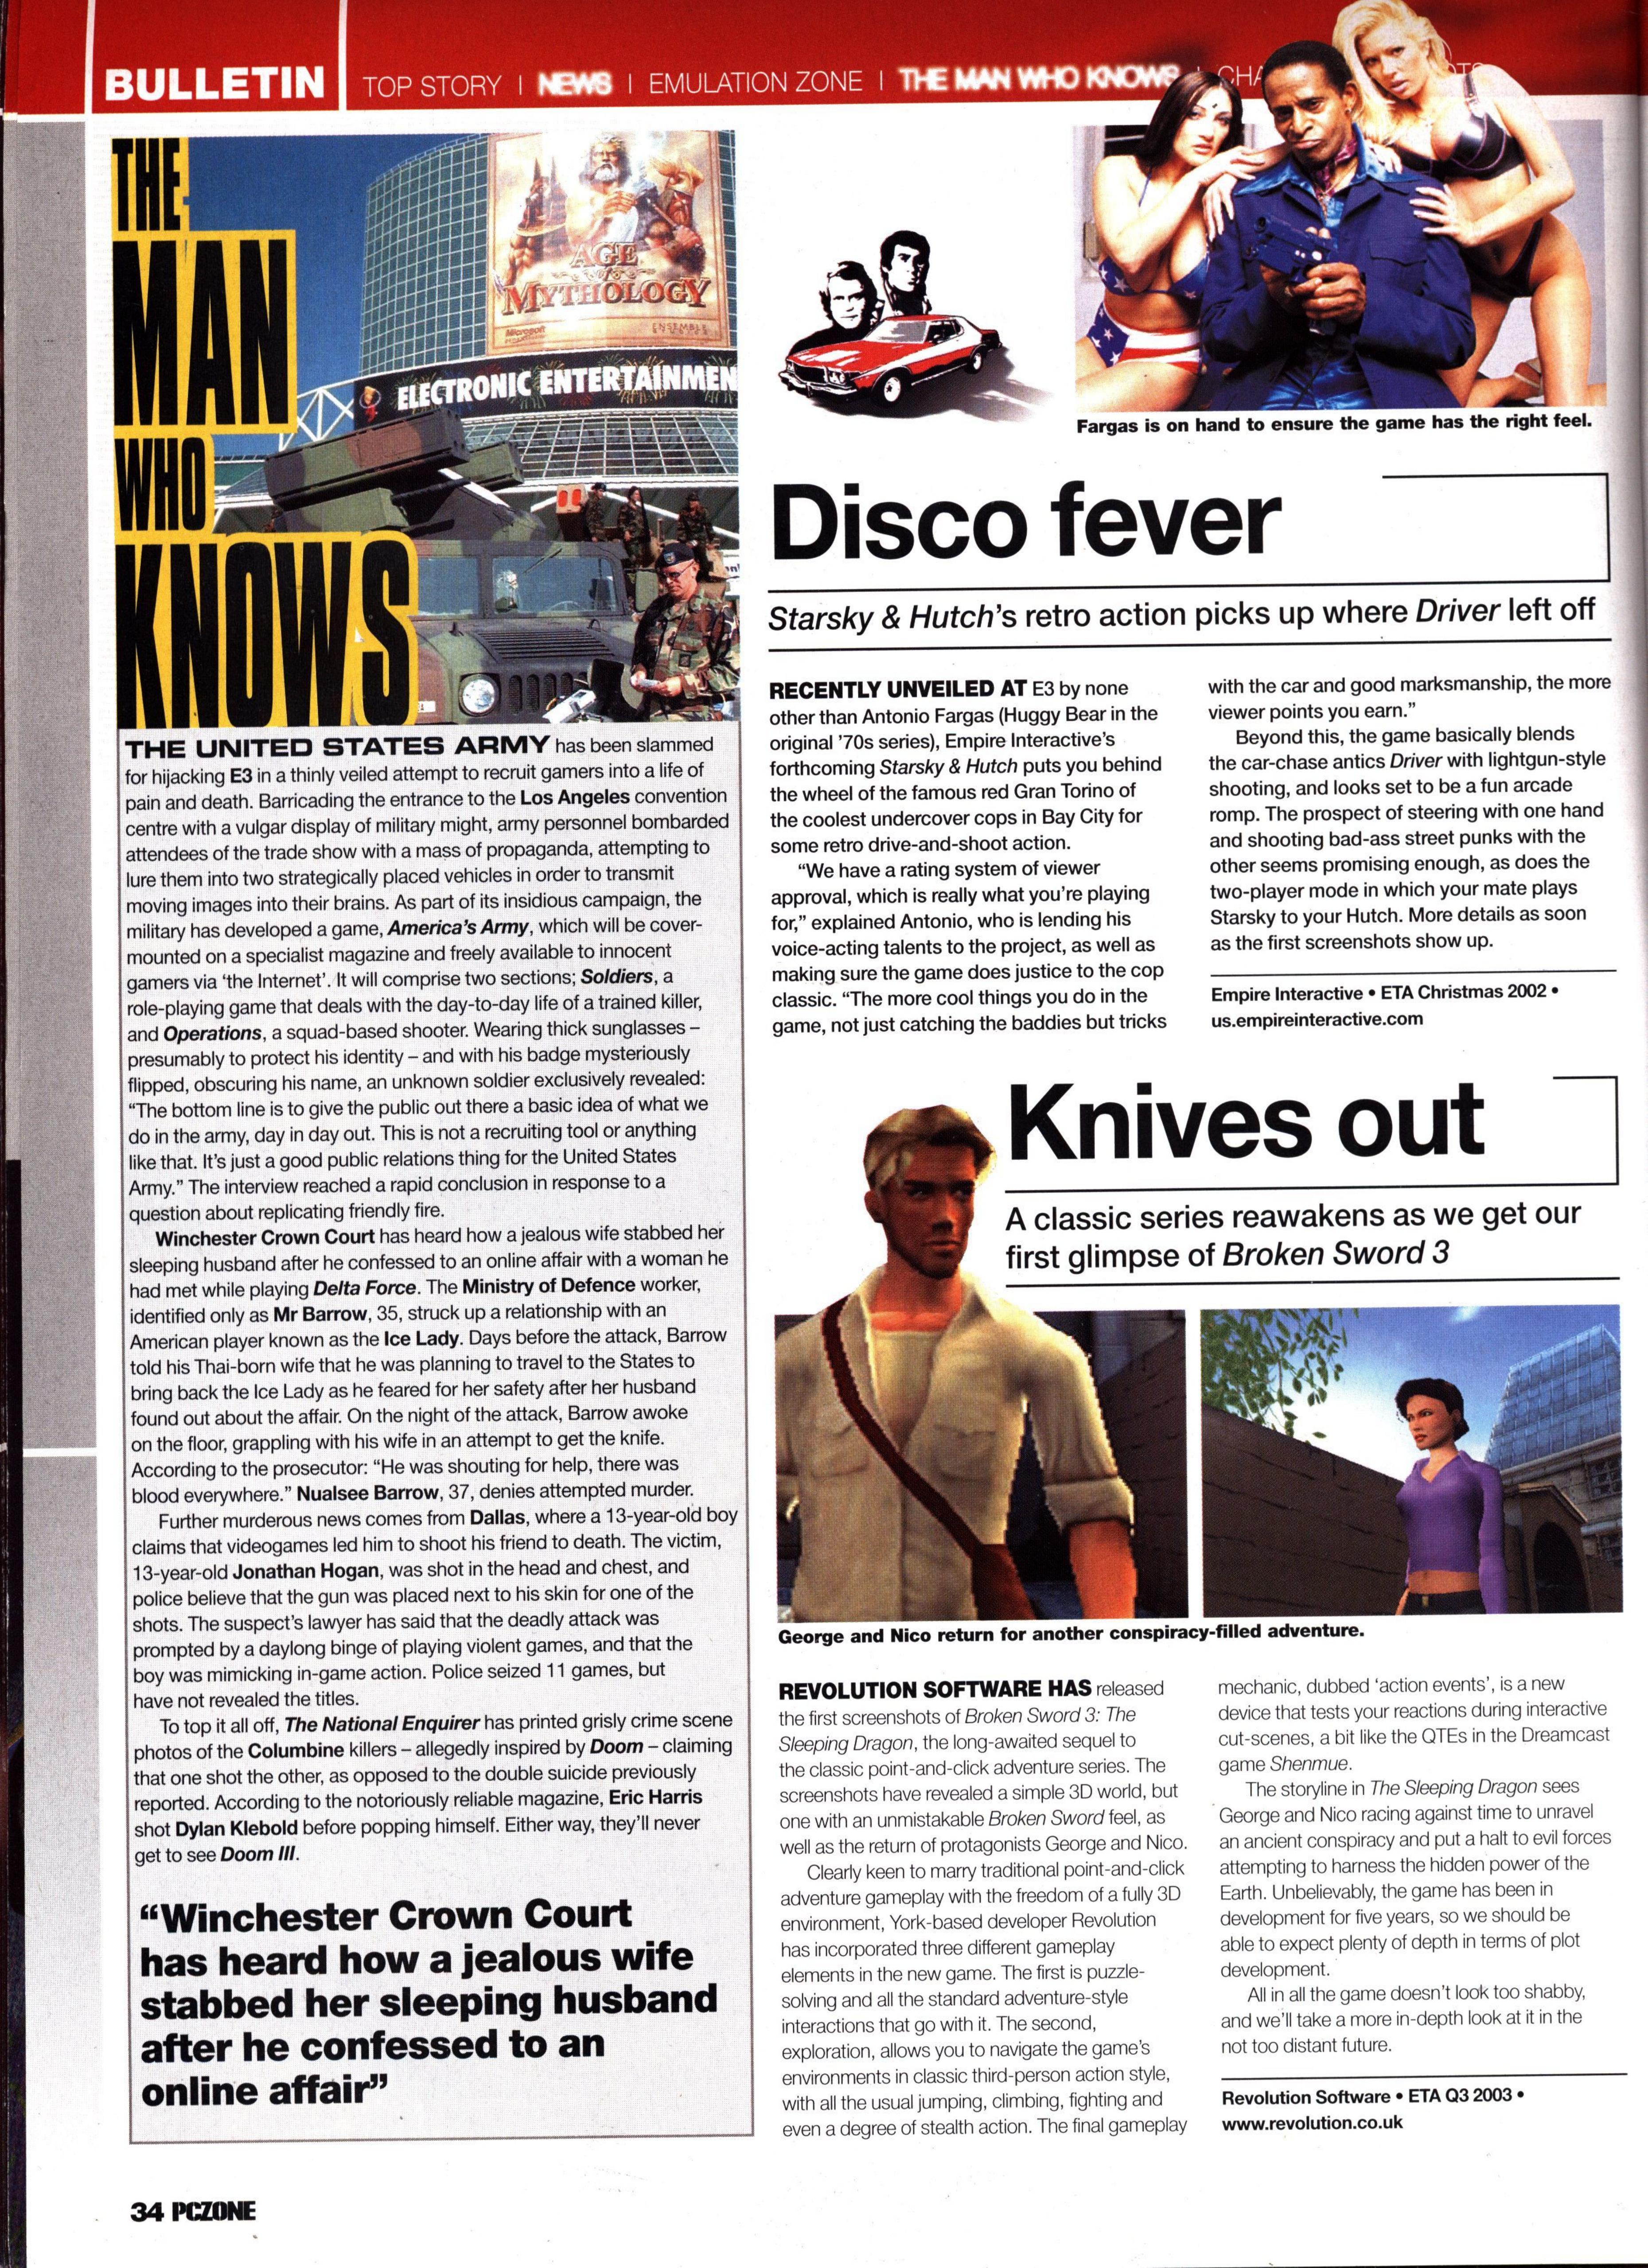 BULLETIN
TOP STORY | NEWS | EMULATION ZONE | THE MAN WHO KNOWS | CHA
THE
MAN
WHO
KNOWS
AGE
OF
MYTHOLOGY
Microsoft
ENSEMBLE
ELECTRONIC ENTERTAINMEN
THE UNITED STATES ARMY has been slammed
for hijacking E3 in a thinly veiled attempt to recruit gamers into a life of
pain and death. Barricading the entrance to the Los Angeles convention
centre with a vulgar display of military might, army personnel bombarded
attendees of the trade show with a mass of propaganda, attempting to
lure them into two strategically placed vehicles in order to transmit
moving images into their brains. As part of its insidious campaign, the
military has developed a game, America's Army, which will be cover-
mounted on a specialist magazine and freely available to innocent
gamers via 'the Internet'. It will comprise two sections; Soldiers, a
role-playing game that deals with the day-to-day life of a trained killer,
and Operations, a squad-based shooter. Wearing thick sunglasses –
presumably to protect his identity – and with his badge mysteriously
flipped, obscuring his name, an unknown soldier exclusively revealed:
“The bottom line is to give the public out there a basic idea of what we
do in the army, day in day out. This is not a recruiting tool or anything
like that. It's just a good public relations thing for the United States
Army.” The interview reached a rapid conclusion in response to a
question about replicating friendly fire.
Winchester Crown Court has heard how a jealous wife stabbed her
sleeping husband after he confessed to an online affair with a woman he
had met while playing Delta Force. The Ministry of Defence worker,
identified only as Mr Barrow, 35, struck up a relationship with an
American player known as the Ice Lady. Days before the attack, Barrow
told his Thai-born wife that he was planning to travel to the States to
bring back the Ice Lady as he feared for her safety after her husband
found out about the affair. On the night of the attack, Barrow awoke
on the floor, grappling with his wife in an attempt to get the knife.
According to the prosecutor: “He was shouting for help, there was
blood everywhere.” Nualsee Barrow, 37, denies attempted murder.
Further murderous news comes from Dallas, where a 13-year-old boy
claims that videogames led him to shoot his friend to death. The victim,
13-year-old Jonathan Hogan, was shot in the head and chest, and
police believe that the gun was placed next to his skin for one of the
shots. The suspect's lawyer has said that the deadly attack was
prompted by a daylong binge of playing violent games, and that the
boy was mimicking in-game action. Police seized 11 games, but
have not revealed the titles.
To top it all off, The National Enquirer has printed grisly crime scene
photos of the Columbine killers – allegedly inspired by Doom – claiming
that one shot the other, as opposed to the double suicide previously
reported. According to the notoriously reliable magazine, Eric Harris
shot Dylan Klebold before popping himself. Either way, they'll never
get to see Doom III.
“Winchester Crown Court
has heard how a jealous wife
stabbed her sleeping husband
after he confessed to an
online affair”
Fargas is on hand to ensure the game has the right feel.
Disco fever
Starsky & Hutch's retro action picks up where Driver left off
RECENTLY UNVEILED AT E3 by none
other than Antonio Fargas (Huggy Bear in the
original '70s series), Empire Interactive's
forthcoming Starsky & Hutch puts you behind
the wheel of the famous red Gran Torino of
the coolest undercover cops in Bay City for
some retro drive-and-shoot action.
“We have a rating system of viewer
approval, which is really what you're playing
for,” explained Antonio, who is lending his
voice-acting talents to the project, as well as
making sure the game does justice to the cop
classic. “The more cool things you do in the
game, not just catching the baddies but tricks
with the car and good marksmanship, the more
viewer points you earn.”
Beyond this, the game basically blends
the car-chase antics Driver with lightgun-style
shooting, and looks set to be a fun arcade
romp. The prospect of steering with one hand
and shooting bad-ass street punks with the
other seems promising enough, as does the
two-player mode in which your mate plays
Starsky to your Hutch. More details as soon
as the first screenshots show up.
Empire Interactive • ETA Christmas 2002 •
us.empireinteractive.com
Knives out
A classic series reawakens as we get our
first glimpse of Broken Sword 3
George and Nico return for another conspiracy-filled adventure.
REVOLUTION SOFTWARE HAS released
the first screenshots of Broken Sword 3: The
Sleeping Dragon, the long-awaited sequel to
the classic point-and-click adventure series. The
screenshots have revealed a simple 3D world, but
one with an unmistakable Broken Sword feel, as
well as the return of protagonists George and Nico.
Clearly keen to marry traditional point-and-click
adventure gameplay with the freedom of a fully 3D
environment, York-based developer Revolution
has incorporated three different gameplay
elements in the new game. The first is puzzle-
solving and all the standard adventure-style
interactions that go with it. The second,
exploration, allows you to navigate the game's
environments in classic third-person action style,
with all the usual jumping, climbing, fighting and
even a degree of stealth action. The final gameplay
mechanic, dubbed 'action events', is a new
device that tests your reactions during interactive
cut-scenes, a bit like the QTEs in the Dreamcast
game Shenmue.
The storyline in The Sleeping Dragon sees
George and Nico racing against time to unravel
an ancient conspiracy and put a halt to evil forces
attempting to harness the hidden power of the
Earth. Unbelievably, the game has been in
development for five years, so we should be
able to expect plenty of depth in terms of plot
development.
All in all the game doesn't look too shabby,
and we'll take a more in-depth look at it in the
not too distant future.
Revolution Software • ETA Q3 2003 •
www.revolution.co.uk
34 PCZONE